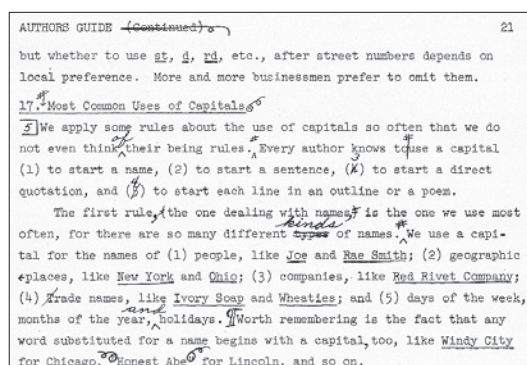 AUTHORS GUIDE (Continued) 21
but whether to use st, d, rd, etc., after street numbers depends on
local preference. More and more businessmen prefer to omit them.
#
17. Most Common Uses of Capitals
of
5 We apply some rules about the use of capitals so often that we do
not even think their being rules. # Every author knows to # use a capital
3
(1) to start a name, (2) to start a sentence, (4) to start a direct
4
quotation, and (5) to start each line in an outline or a poem.
The first rule, the one dealing with names, is the one we use most
kinds #
often, for there are so many different types of names. We use a capi-
tal for the names of (1) people, like Joe and Rae Smith; (2) geographic
places, like New York and Ohio; (3) companies, like Red Rivet Company;
(4) Trade names, like Ivory Soap and Wheaties; and (5) days of the week,
and
months of the year, holidays. ¶ Worth remembering is the fact that any
word substituted for a name begins with a capital, too, like Windy City
for Chicago, Honest Abe for Lincoln, and so on.